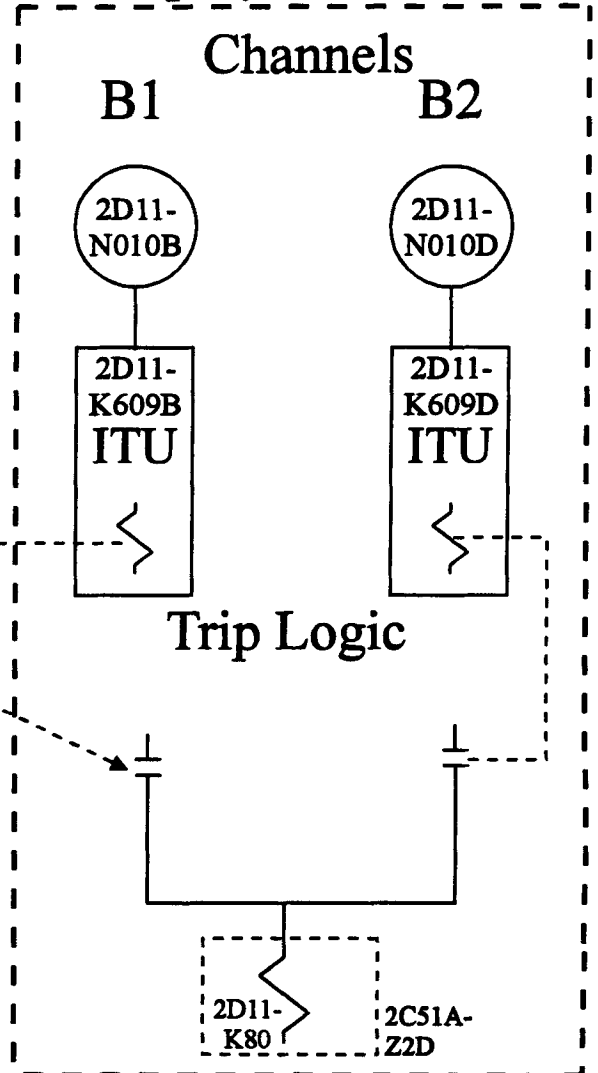 Channels
B1
B2
2D11-
N010B
2D11-
N010D
2D11-
K609B
ITU
2D11-
K609D
ITU
Trip Logic
2D11-
K80
2C51A-
Z2D